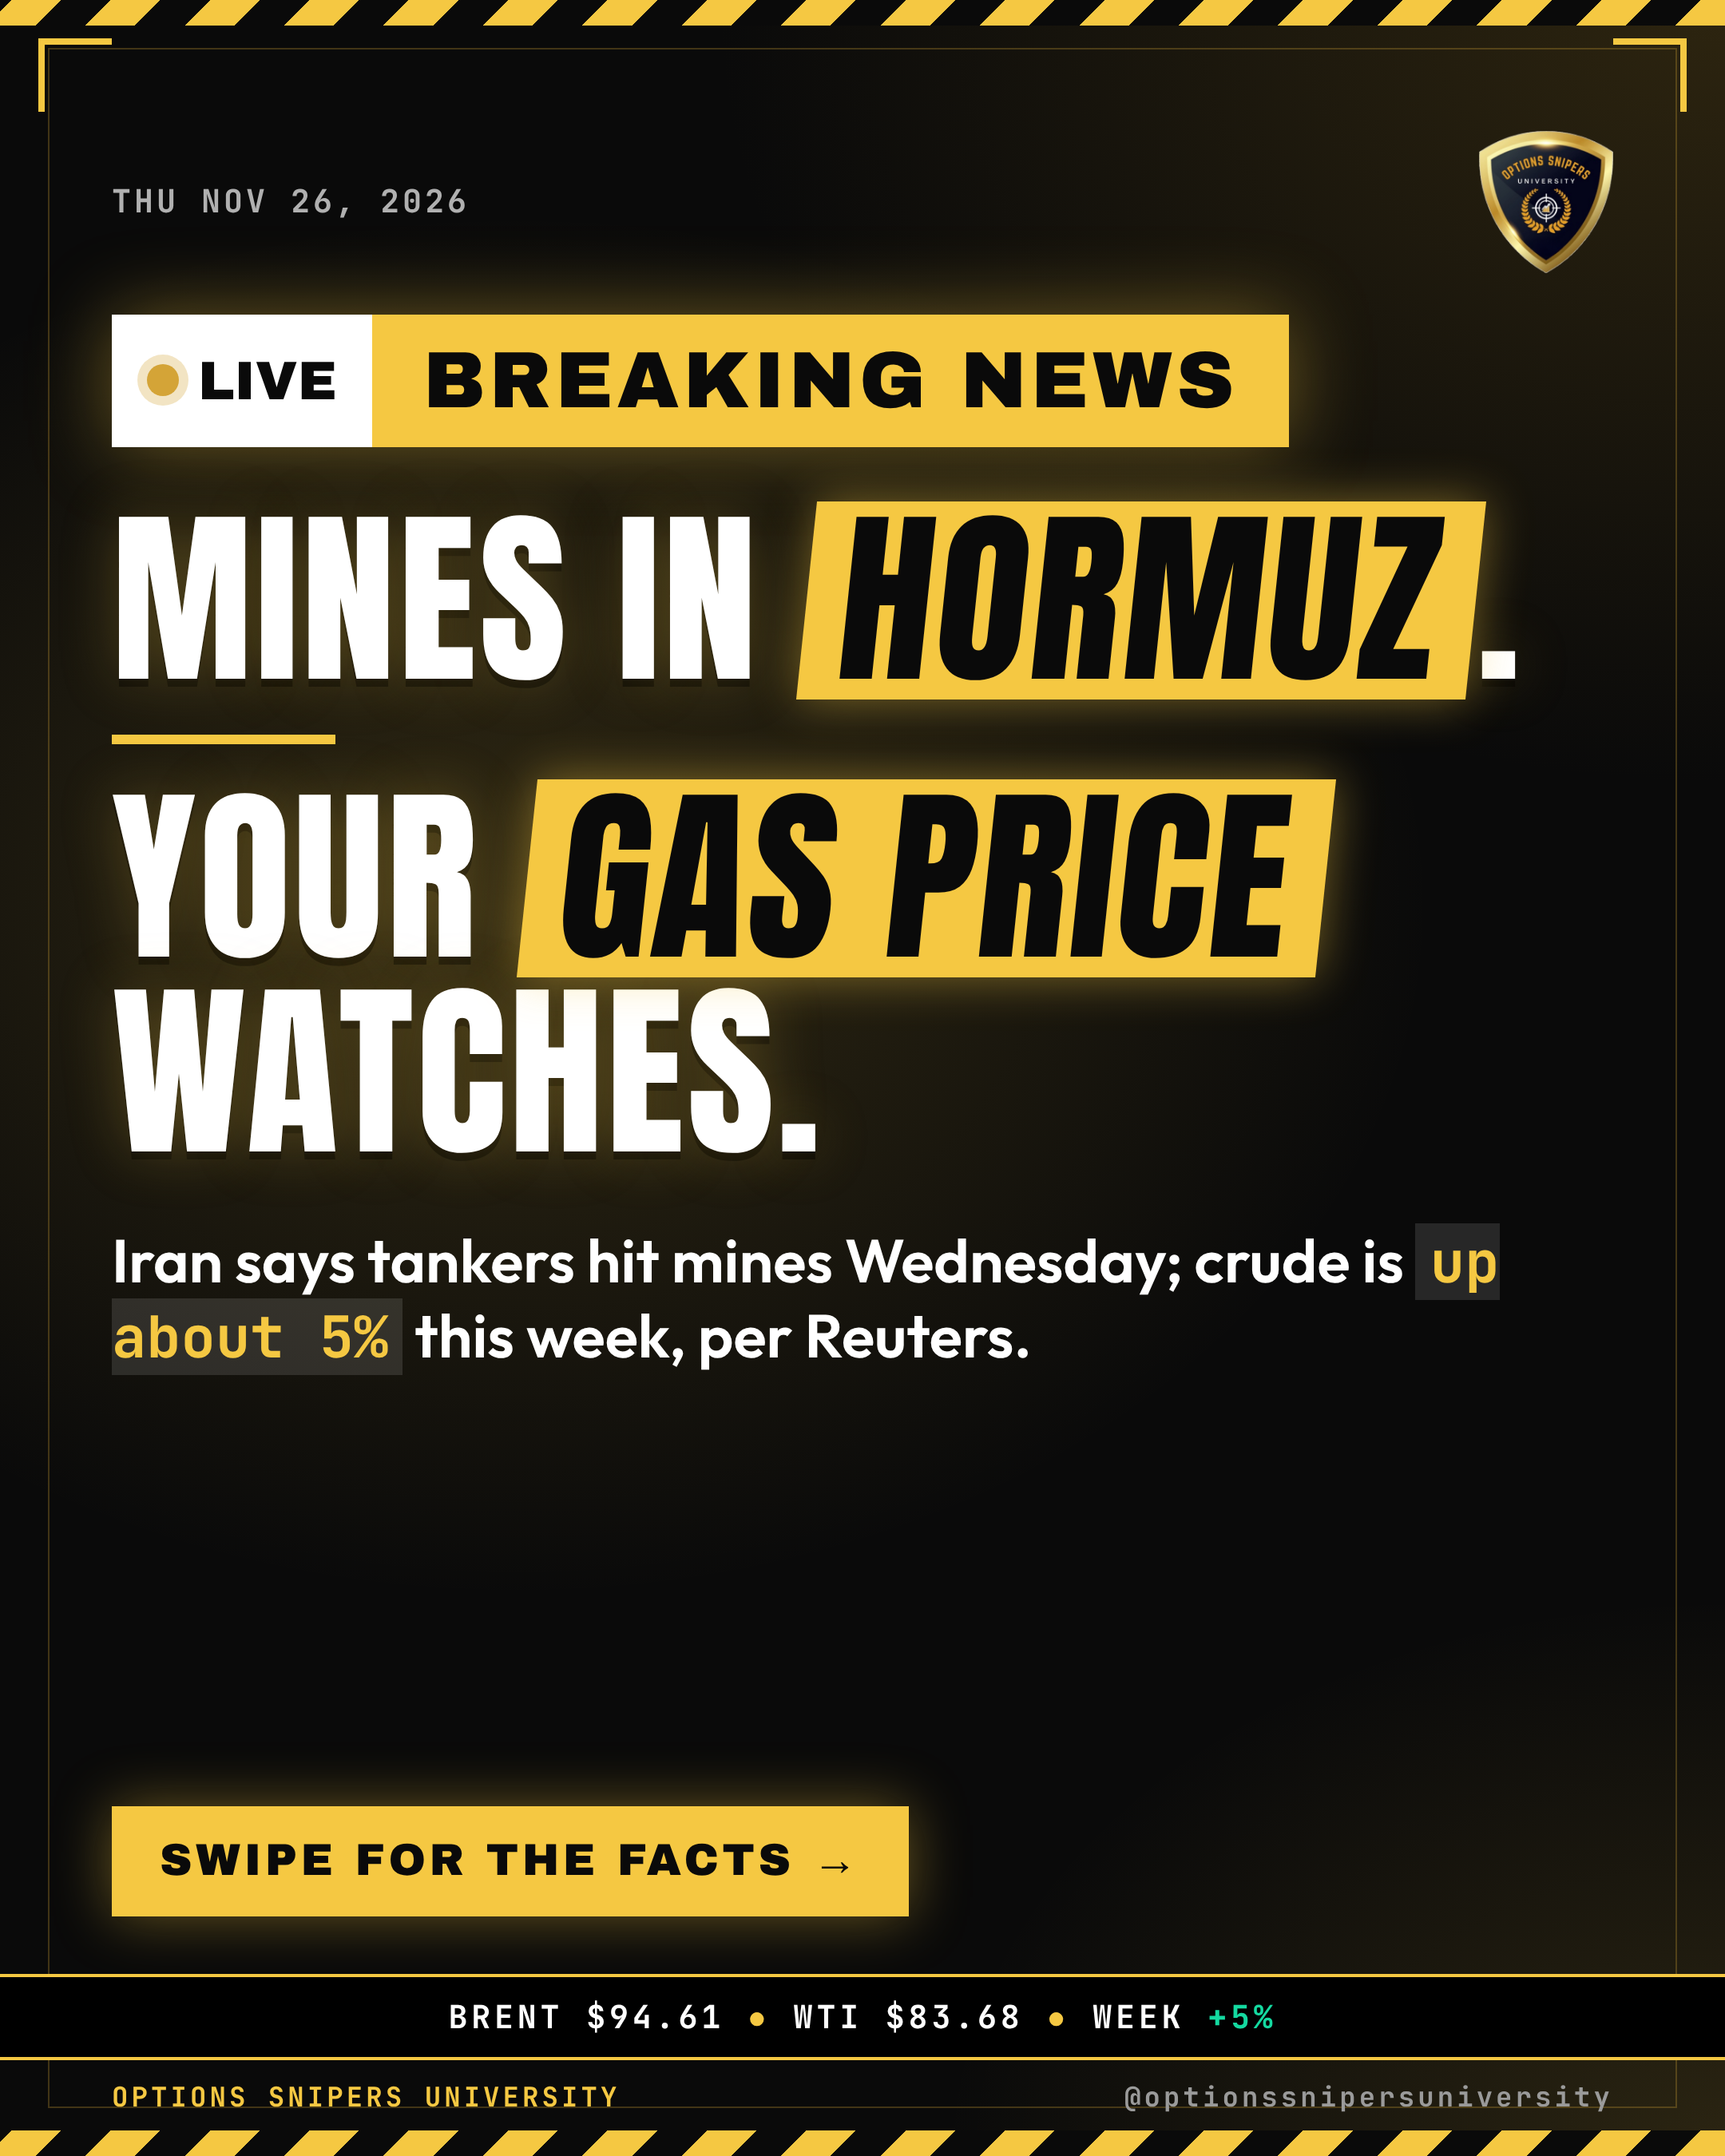 THU NOV 26, 2026
OPTIONS SNIPERS
UNIVERSITY
LIVE
BREAKING NEWS
MINES IN HORMUZ.
YOUR GAS PRICE
WATCHES.
Iran says tankers hit mines Wednesday; crude is up
about 5% this week, per Reuters.
SWIPE FOR THE FACTS →
BRENT $94.61 ● WTI $83.68 ● WEEK +5%
OPTIONS SNIPERS UNIVERSITY
@optionssnipersuniversity